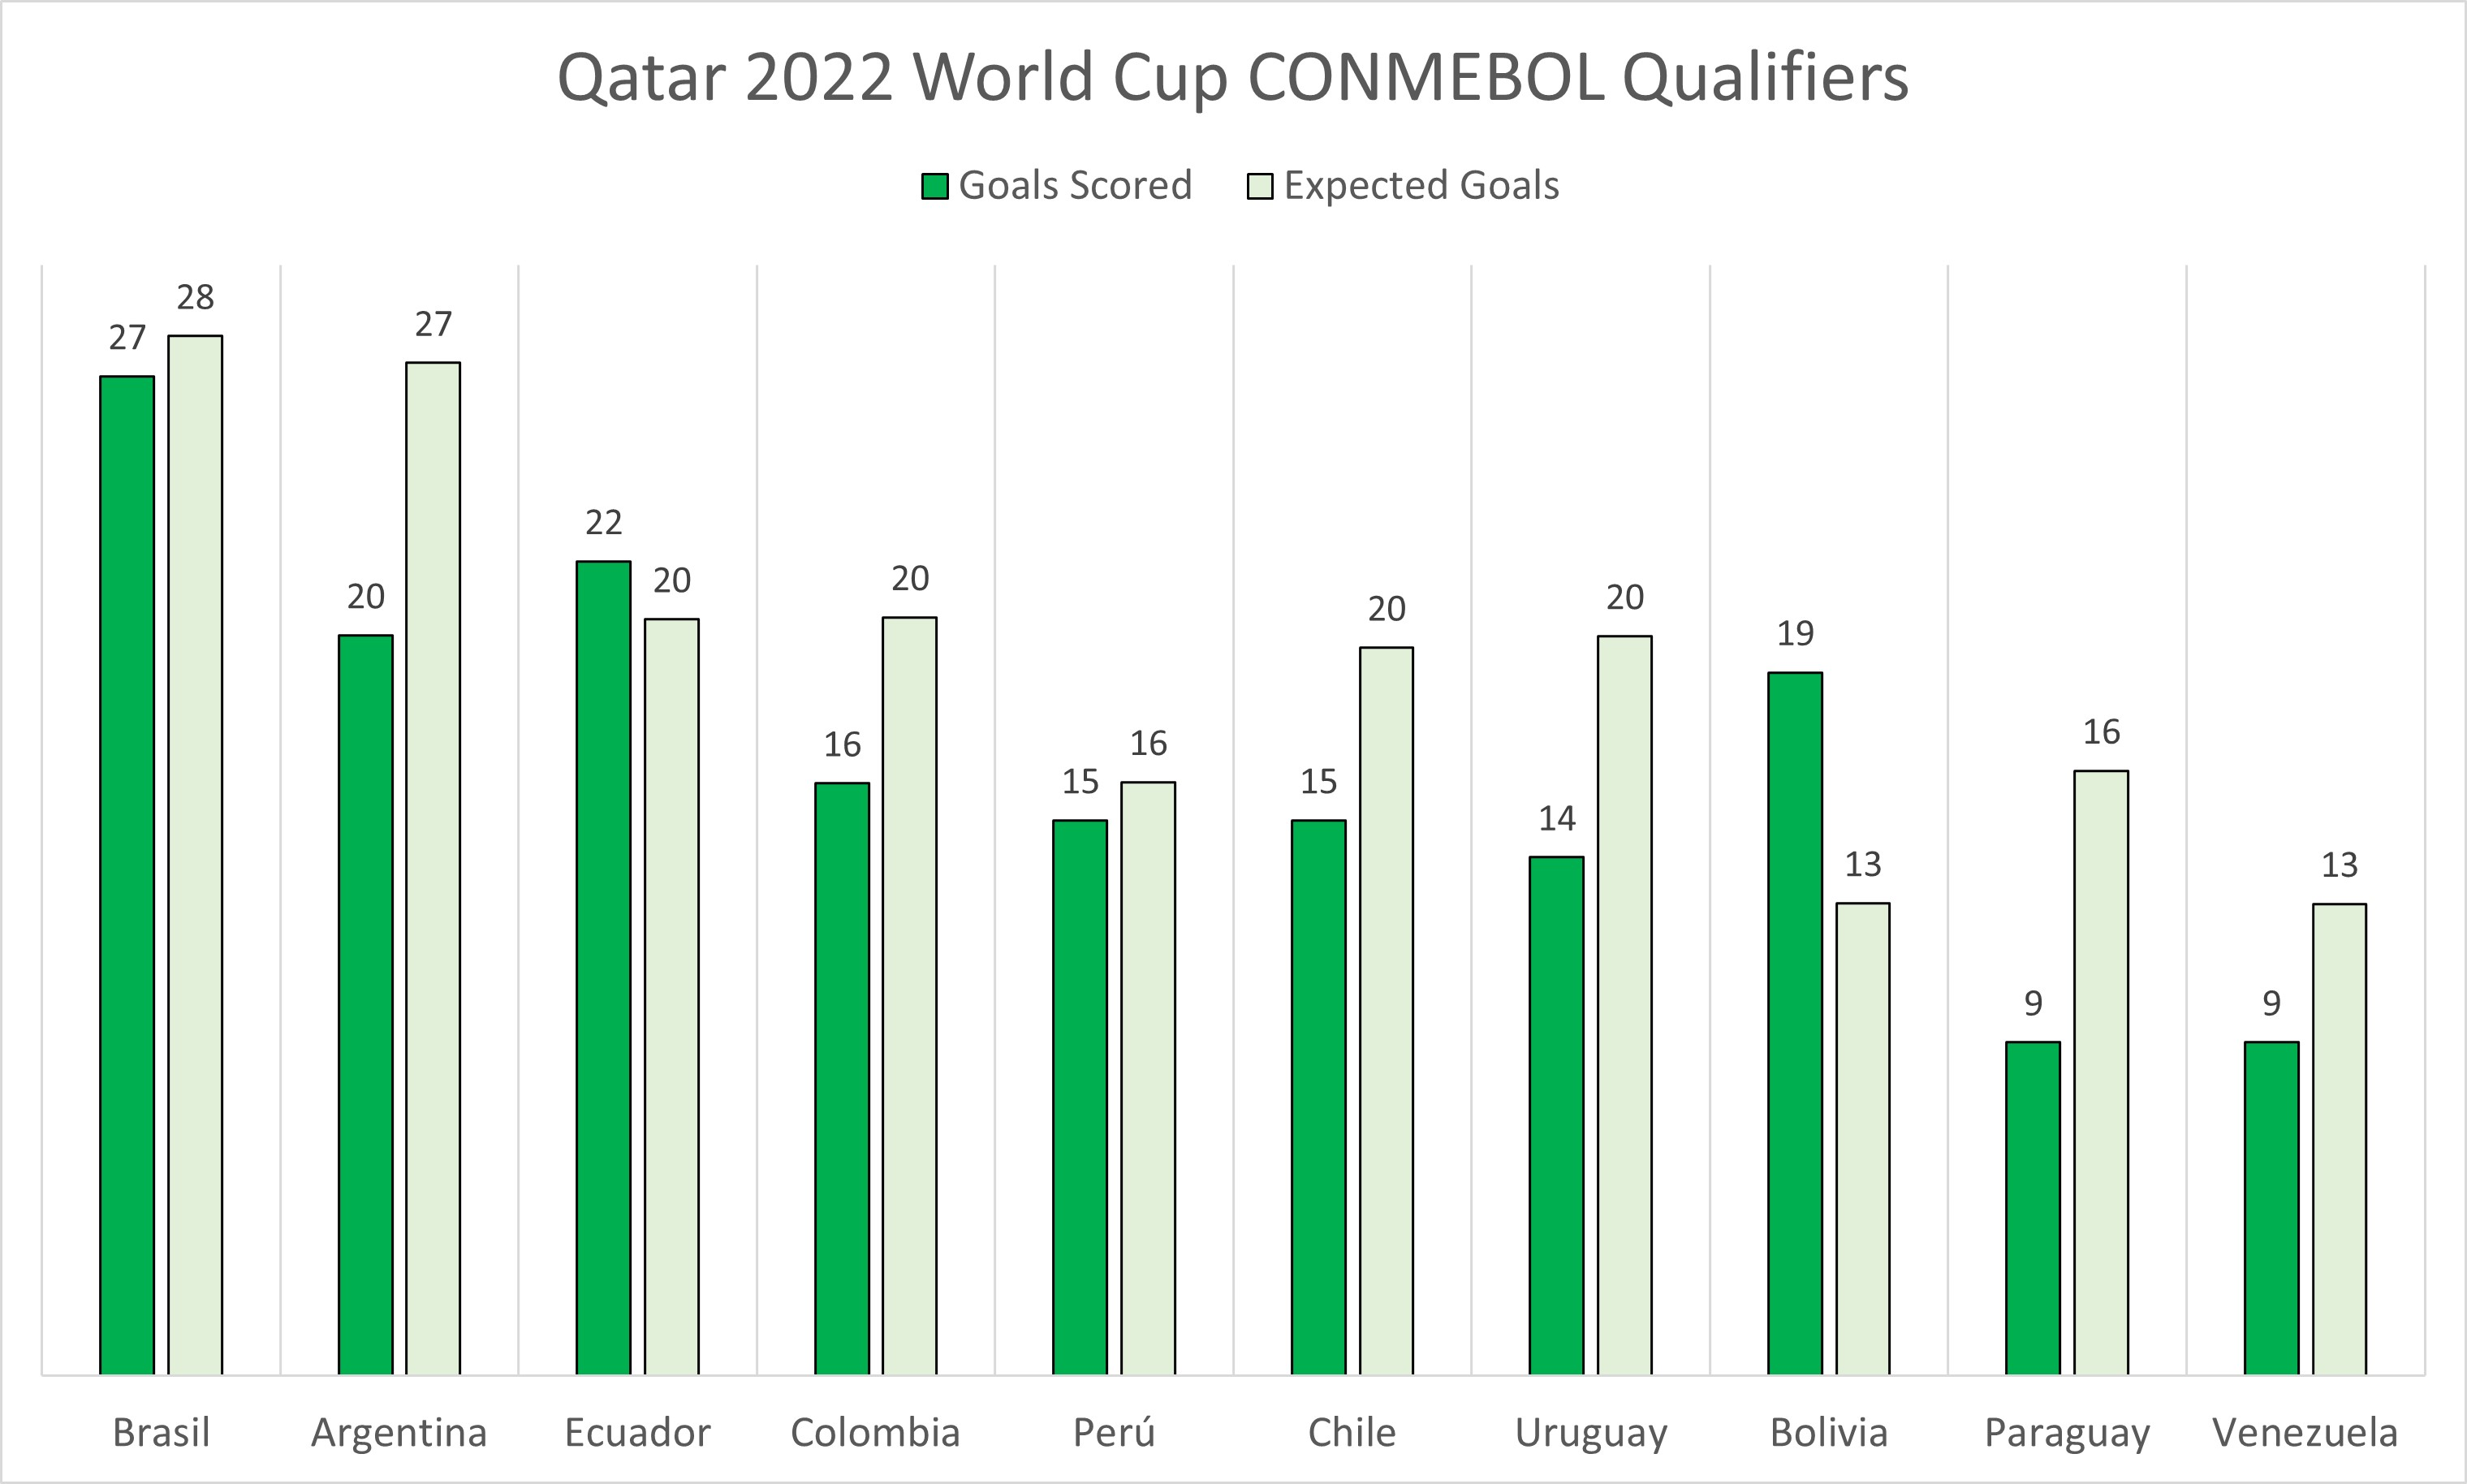 Qatar 2022 World Cup CONMEBOL Qualifiers
Goals Scored Expected Goals
27 28 20 27 22 20 16 20 15 16 15 20 14 20 19 13 9 16 9 13
Brasil Argentina Ecuador Colombia Perú Chile Uruguay Bolivia Paraguay Venezuela